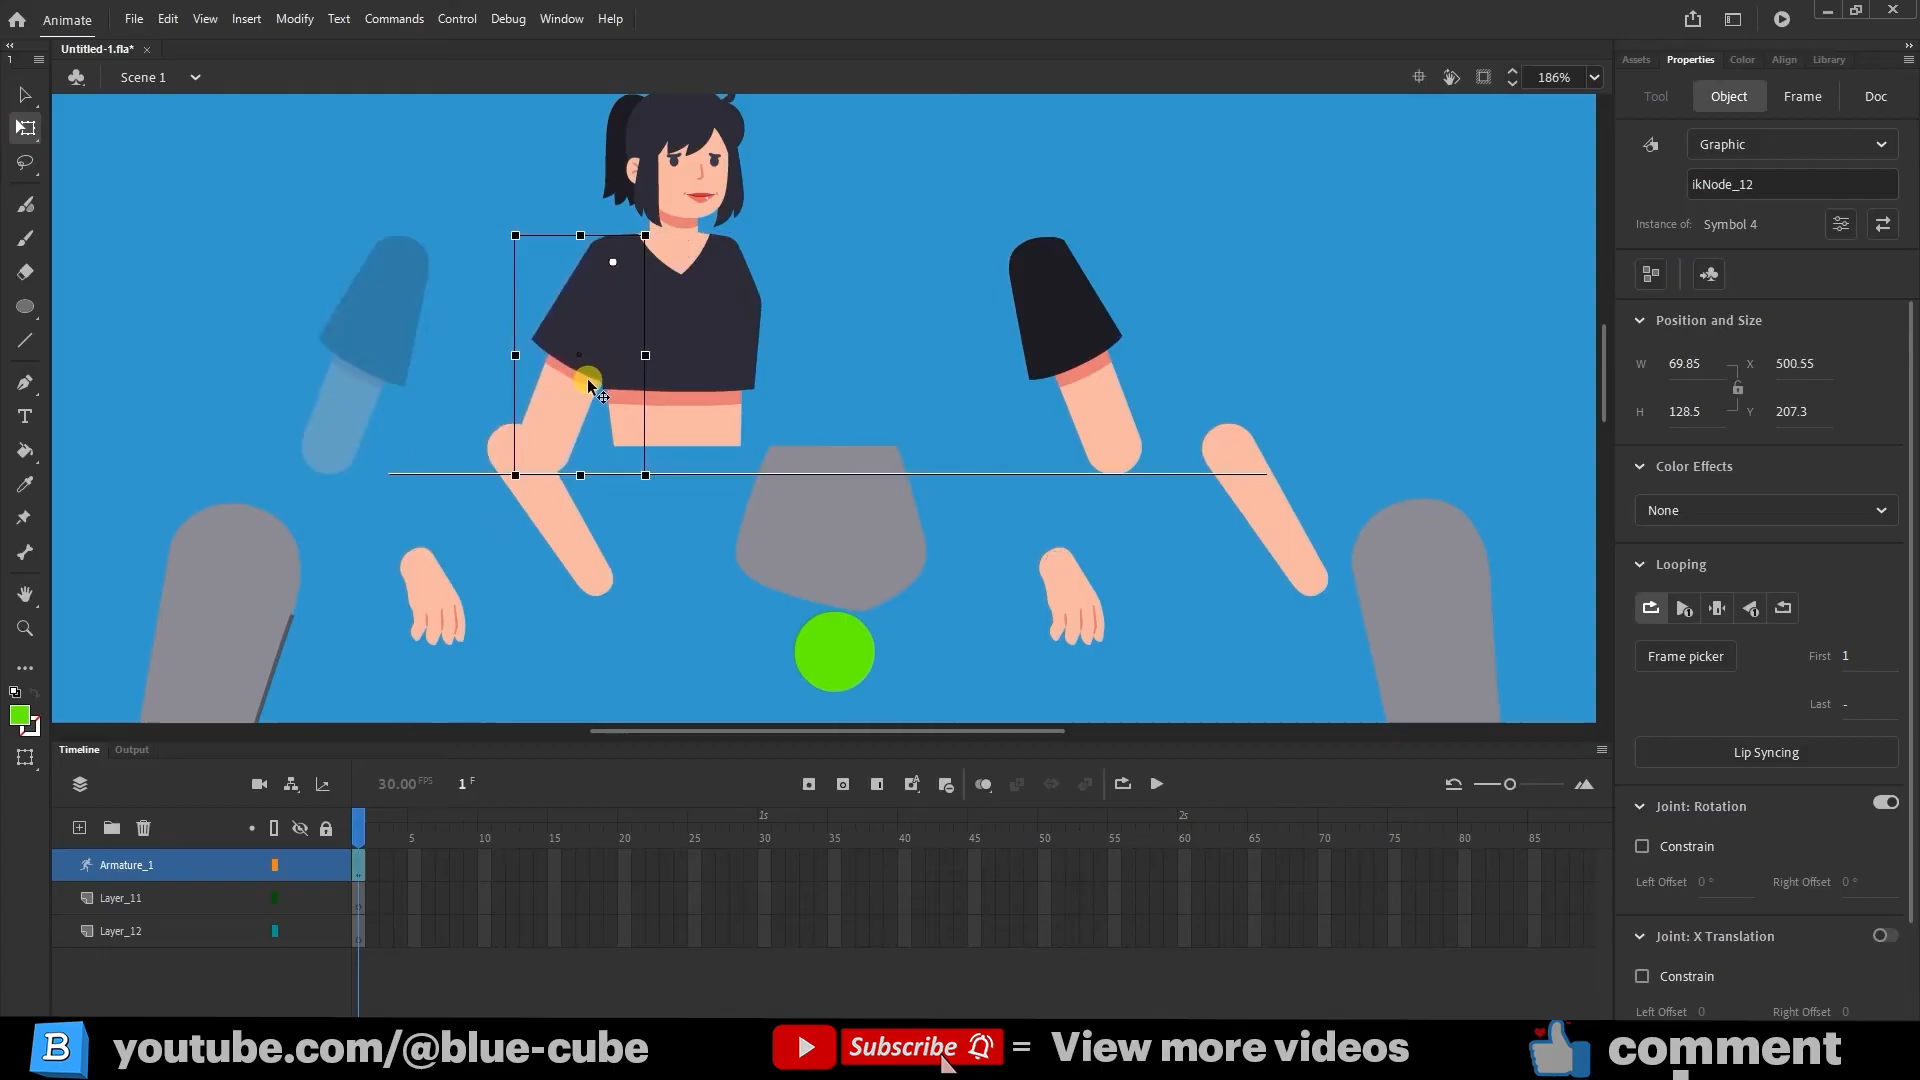 Animate File Edit View Insert Modify Text Commands Control Debug Window Help
1 Untitled-1.fla* ×
Assets Properties Color Align Library
Scene 1 186%
Tool Object Frame Doc
Graphic
ikNode_12
Instance of: Symbol 4
Position and Size
W 69.85 X 500.55
H 128.5 Y 207.3
Color Effects
None
Looping
Frame picker First 1
Last -
Lip Syncing
Joint: Rotation
Constrain
Left Offset 0 ° Right Offset 0 °
Joint: X Translation
Constrain
Left Offset 0 Right Offset 0
Timeline Output
30.00 FPS 1 F
1s 2s
5 10 15 20 25 30 35 40 45 50 55 60 65 70 75 80 85
Armature_1
Layer_11
Layer_12
B youtube.com/@blue-cube Subscribe = View more videos comment